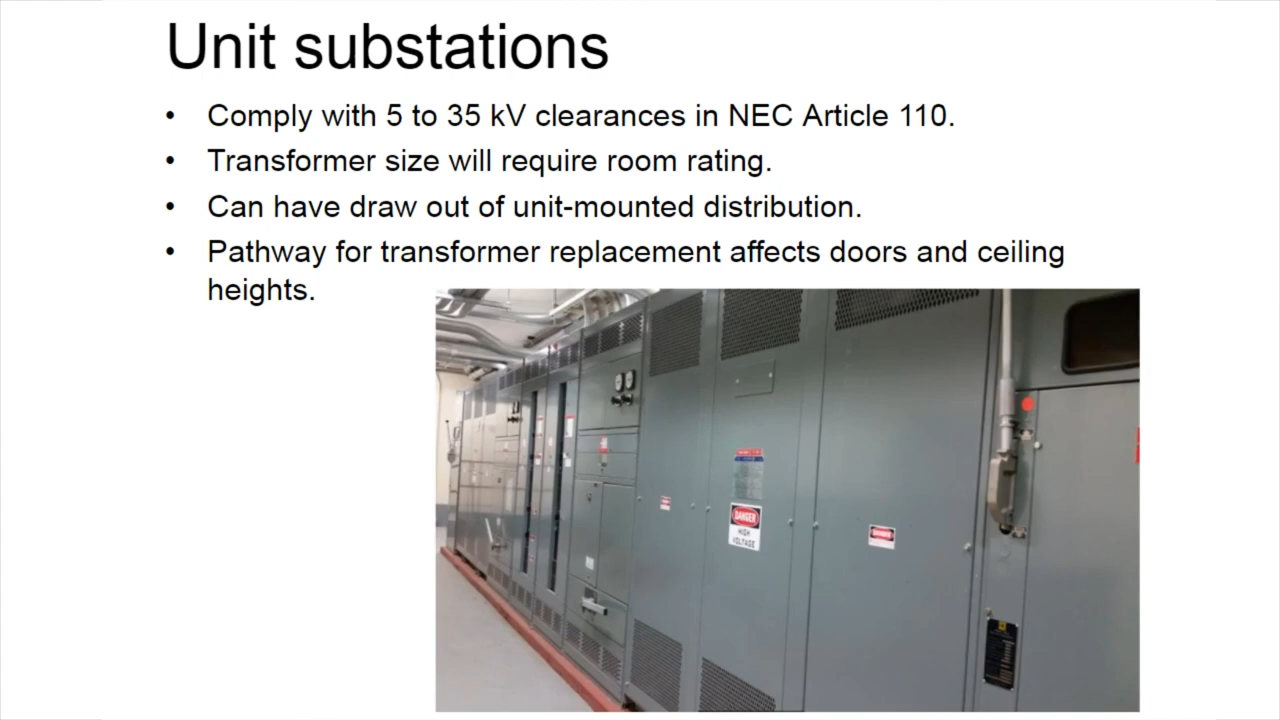 Unit substations
• Comply with 5 to 35 kV clearances in NEC Article 110.
• Transformer size will require room rating.
• Can have draw out of unit-mounted distribution.
• Pathway for transformer replacement affects doors and ceiling
heights.
DANGER
HIGH
VOLTAGE
DANGER